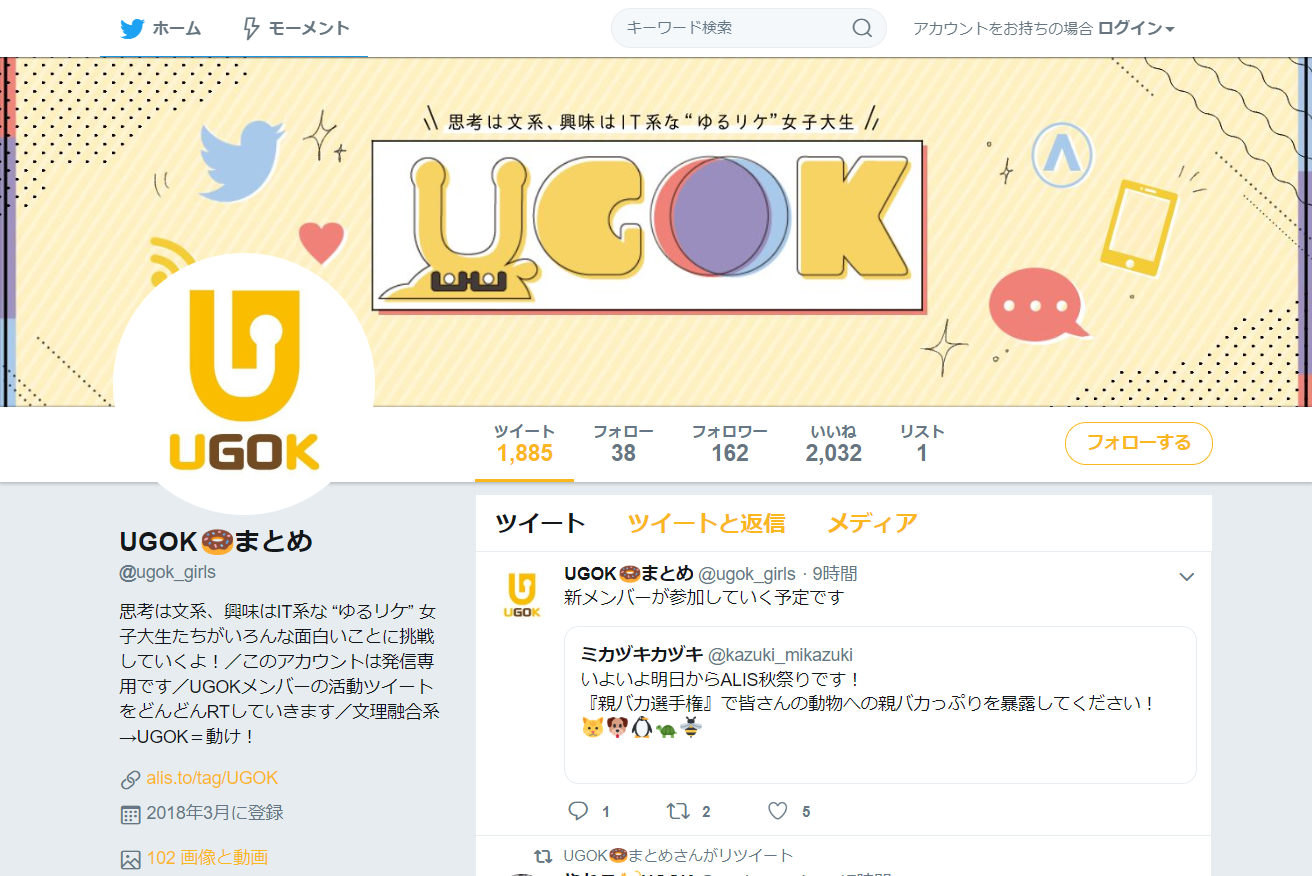 ホーム
モーメント
キーワード検索
アカウントをお持ちの場合 ログイン
思考は文系、興味はIT系な“ゆるリケ”女子大生
UGOK
UGOK
ツイート
1,885
フォロー
38
フォロワー
162
いいね
2,032
リスト
1
フォローする
UGOK🍩まとめ
@ugok_girls
思考は文系、興味はIT系な “ゆるリケ” 女
子大生たちがいろんな面白いことに挑戦
していくよ！／このアカウントは発信専
用です／UGOKメンバーの活動ツイート
をどんどんRTしていきます／文理融合系
→UGOK＝動け！
alis.to/tag/UGOK
2018年3月に登録
102 画像と動画
ツイート
ツイートと返信
メディア
UGOK
UGOK🍩まとめ @ugok_girls · 9時間
新メンバーが参加していく予定です
ミカヅキカヅキ @kazuki_mikazuki
いよいよ明日からALIS秋祭りです！
『親バカ選手権』で皆さんの動物への親バカっぷりを暴露してください！
🐱🐶🐧🐢🐝
1
2
5
UGOK🍩まとめさんがリツイート